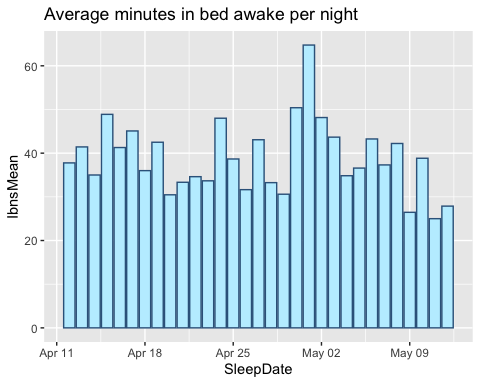 Average minutes in bed awake per night
60
40
20
0
IbnsMean
Apr 11 Apr 18 Apr 25 May 02 May 09
SleepDate